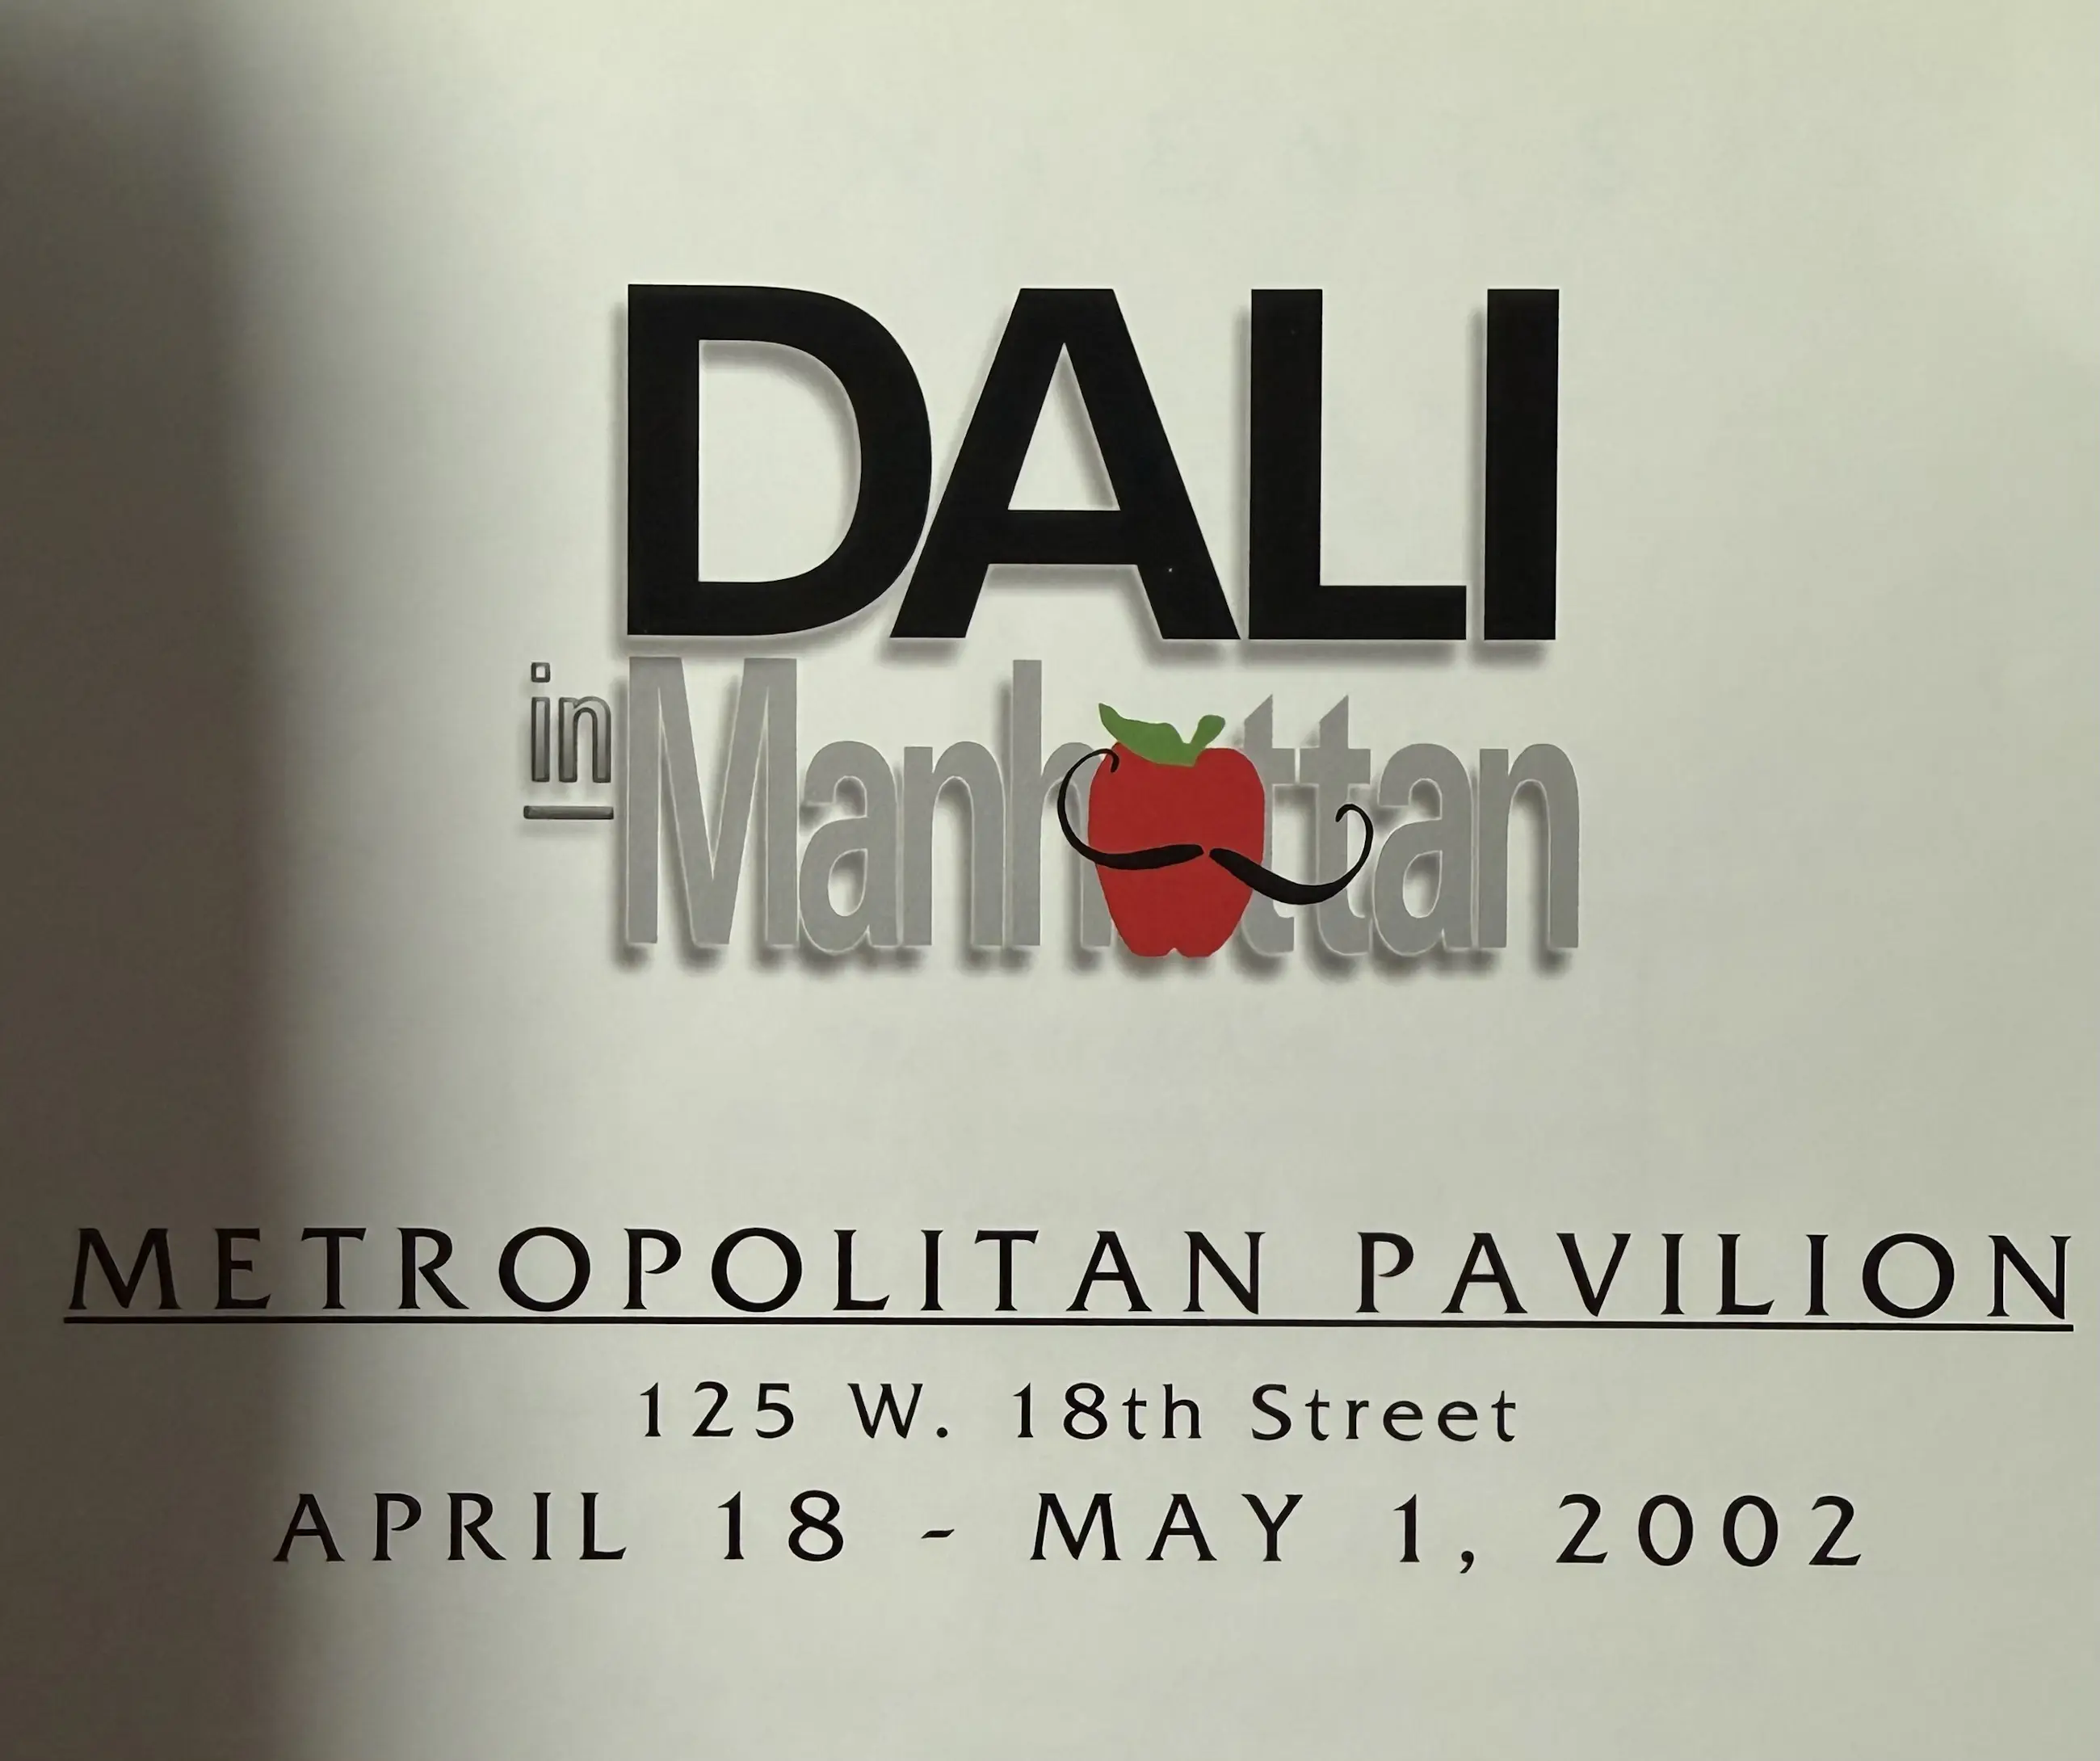 DALI
in Manhattan
METROPOLITAN PAVILION
125 W. 18th Street
APRIL 18 - MAY 1, 2002